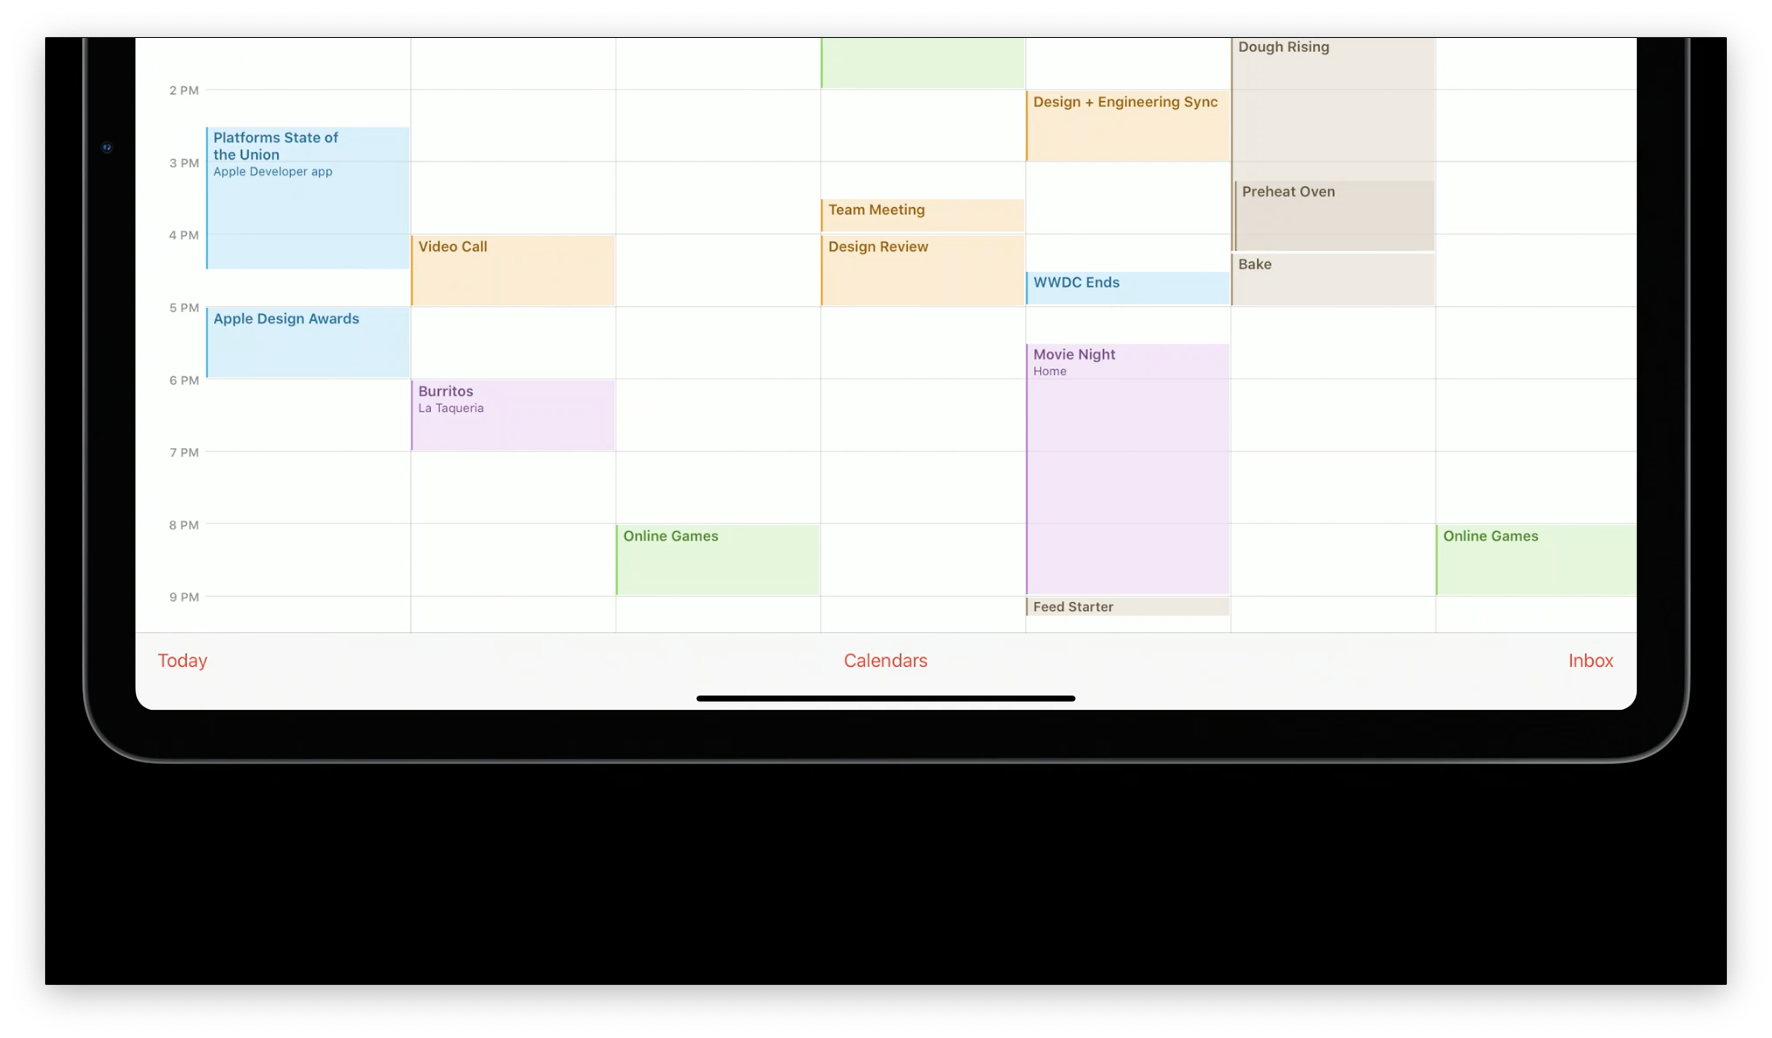 Dough Rising
2 PM
Design + Engineering Sync
Platforms State of
the Union
Apple Developer app
3 PM
Preheat Oven
Team Meeting
4 PM
Video Call
Design Review
Bake
WWDC Ends
5 PM
Apple Design Awards
Movie Night
Home
6 PM
Burritos
La Taqueria
7 PM
8 PM
Online Games
Online Games
9 PM
Feed Starter
Today
Calendars
Inbox